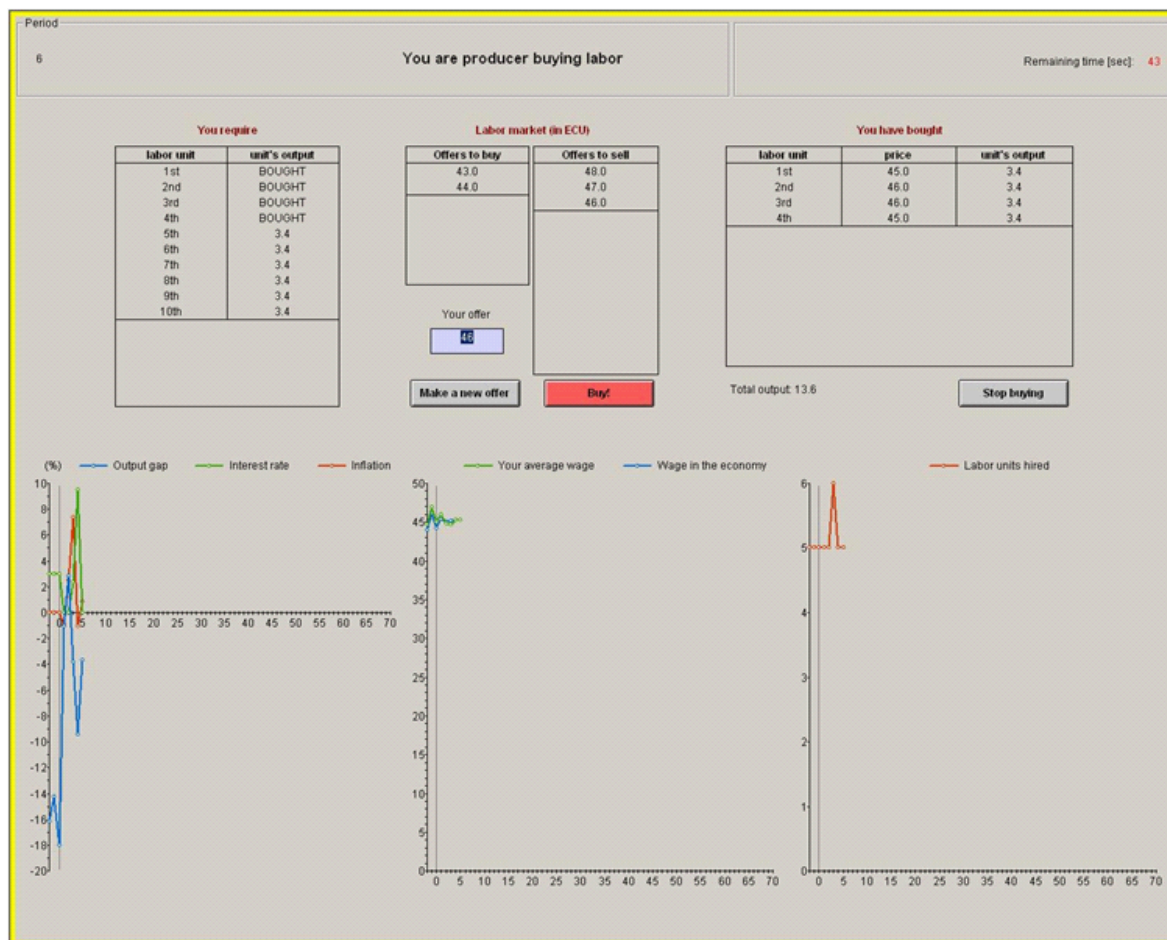 Period
6
You are producer buying labor
Remaining time [sec]: 43
You require
labor unit unit's output
1st BOUGHT
2nd BOUGHT
3rd BOUGHT
4th BOUGHT
5th 3.4
6th 3.4
7th 3.4
8th 3.4
9th 3.4
10th 3.4
Labor market (in ECU)
Offers to buy Offers to sell
43.0 48.0
44.0 47.0
46.0
Your offer
46
Make a new offer Buy!
You have bought
labor unit price unit's output
1st 45.0 3.4
2nd 46.0 3.4
3rd 46.0 3.4
4th 45.0 3.4
Total output: 13.6 Stop buying
(%) Output gap Interest rate Inflation
10
8
6
4
2
0
-2
-4
-6
-8
-10
-12
-14
-16
-18
-20
0 5 10 15 20 25 30 35 40 45 50 55 60 65 70
Your average wage Wage in the economy
50
45
40
35
30
25
20
15
10
5
0
0 5 10 15 20 25 30 35 40 45 50 55 60 65 70
Labor units hired
6
5
4
3
2
1
0
0 5 10 15 20 25 30 35 40 45 50 55 60 65 70